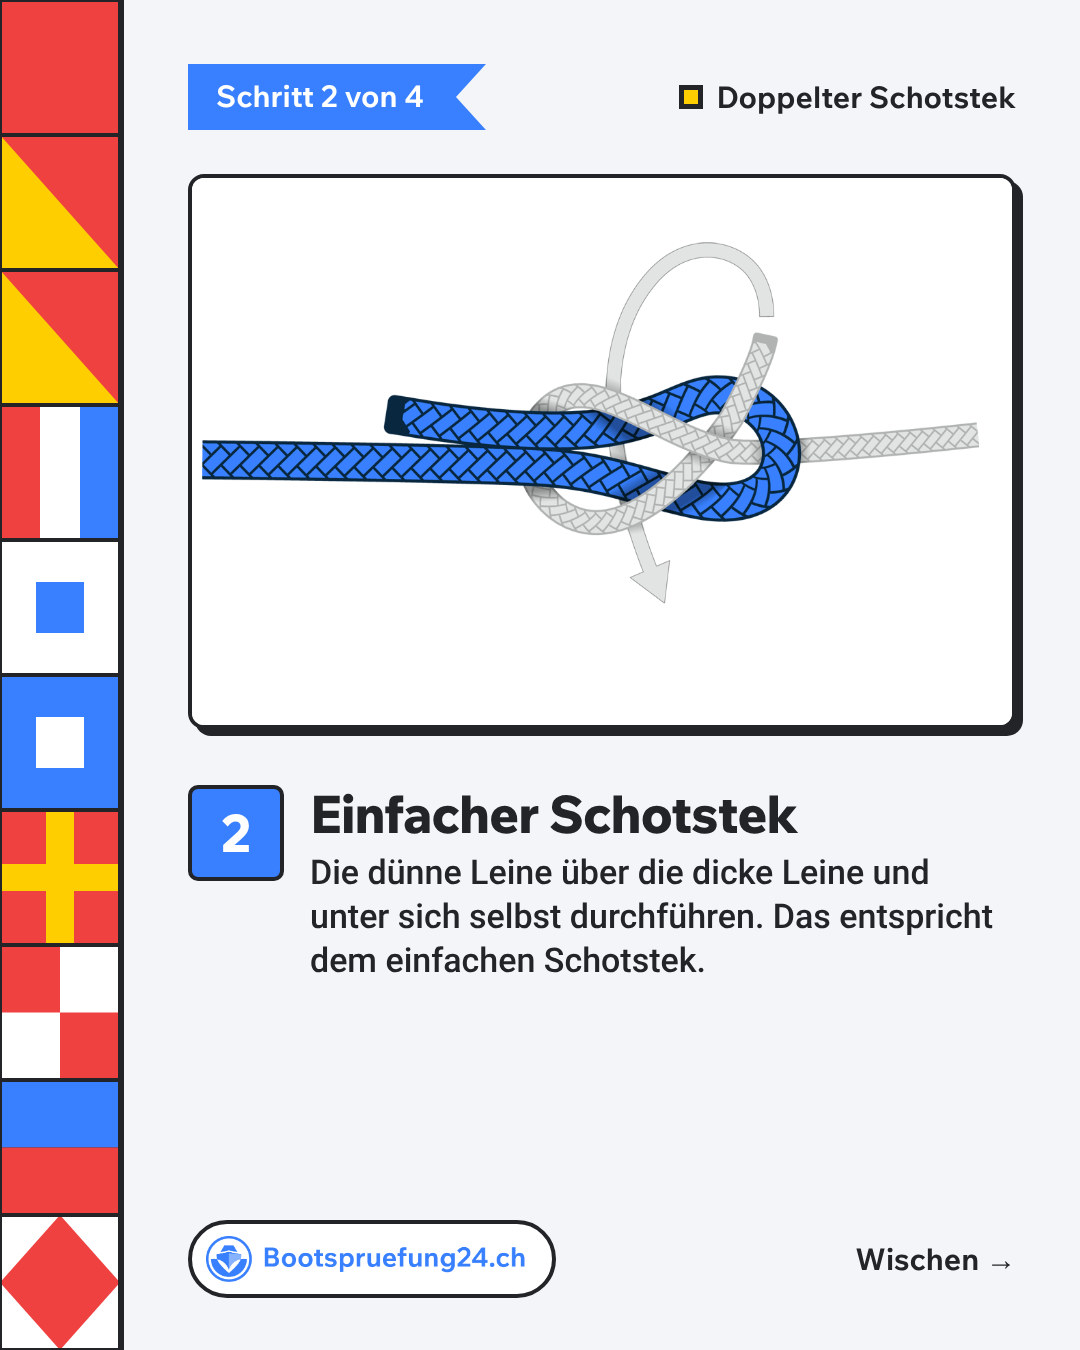 Schritt 2 von 4
Doppelter Schotstek
2
Einfacher Schotstek
Die dünne Leine über die dicke Leine und
unter sich selbst durchführen. Das entspricht
dem einfachen Schotstek.
Bootspruefung24.ch
Wischen →